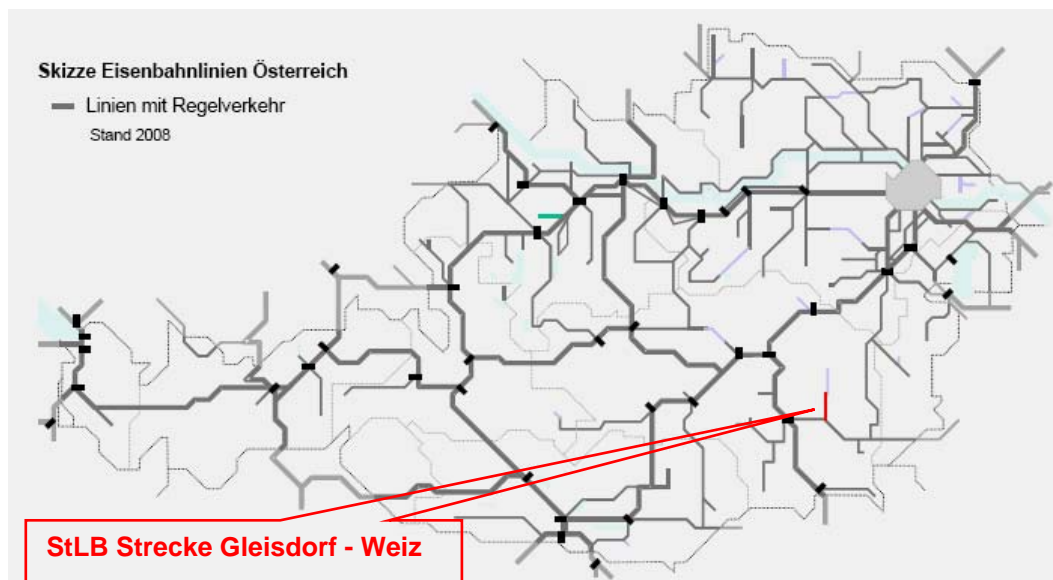 Skizze Eisenbahnlinien Österreich
Linien mit Regelverkehr
Stand 2008
StLB Strecke Gleisdorf - Weiz